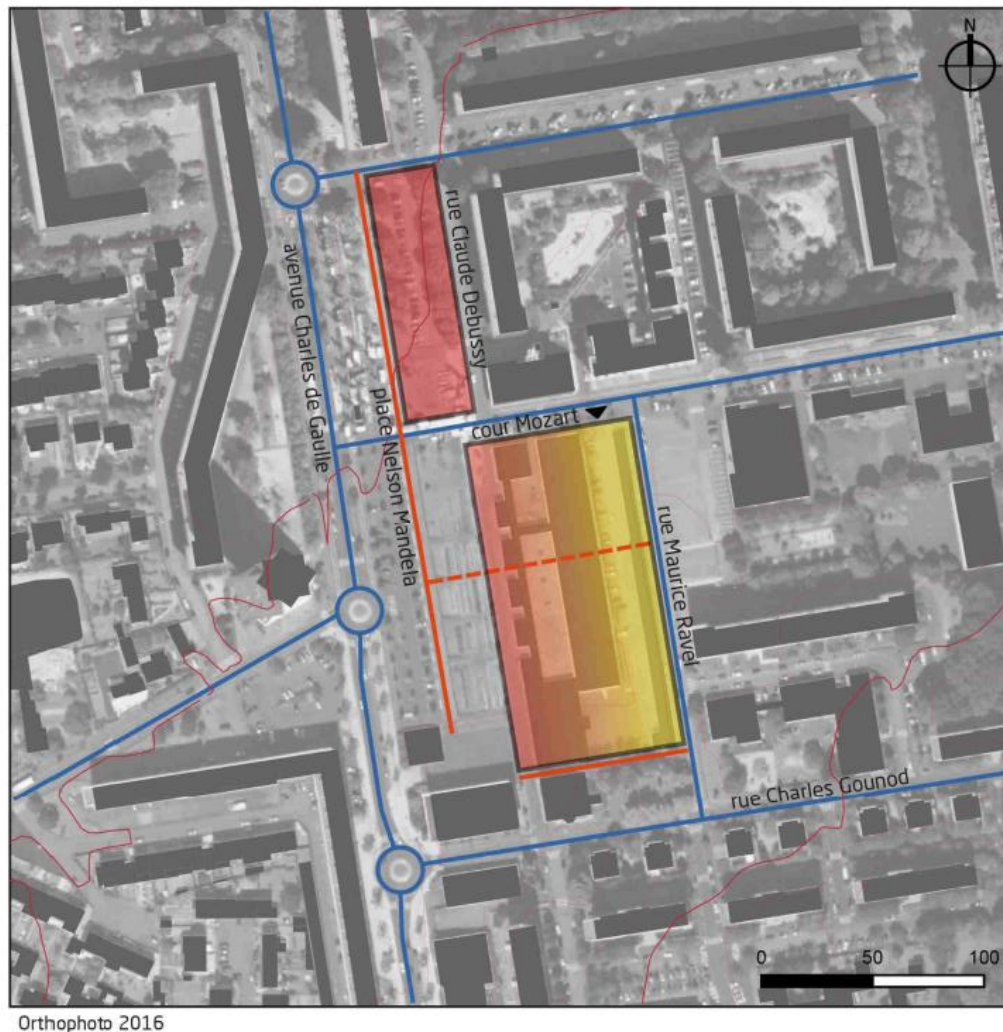 N
rue Claude Debussy
avenue Charles de Gaulle
place Nelson Mandela
cour Mozart
rue Maurice Ravel
rue Charles Gounod
0 50 100
Orthophoto 2016